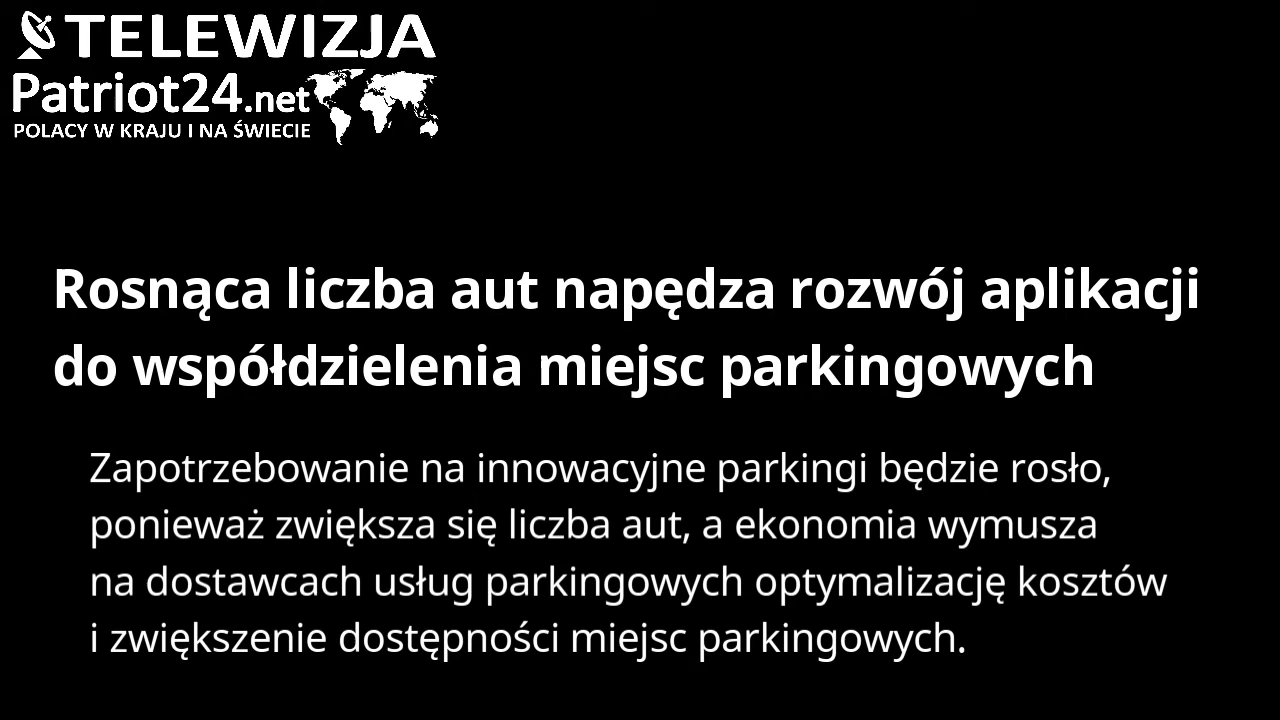 TELEWIZJA
Patriot24.net
POLACY W KRAJU I NA ŚWIECIE
Rosnąca liczba aut napędza rozwój aplikacji
do współdzielenia miejsc parkingowych
Zapotrzebowanie na innowacyjne parkingi będzie rosło,
ponieważ zwiększa się liczba aut, a ekonomia wymusza
na dostawcach usług parkingowych optymalizację kosztów
i zwiększenie dostępności miejsc parkingowych.